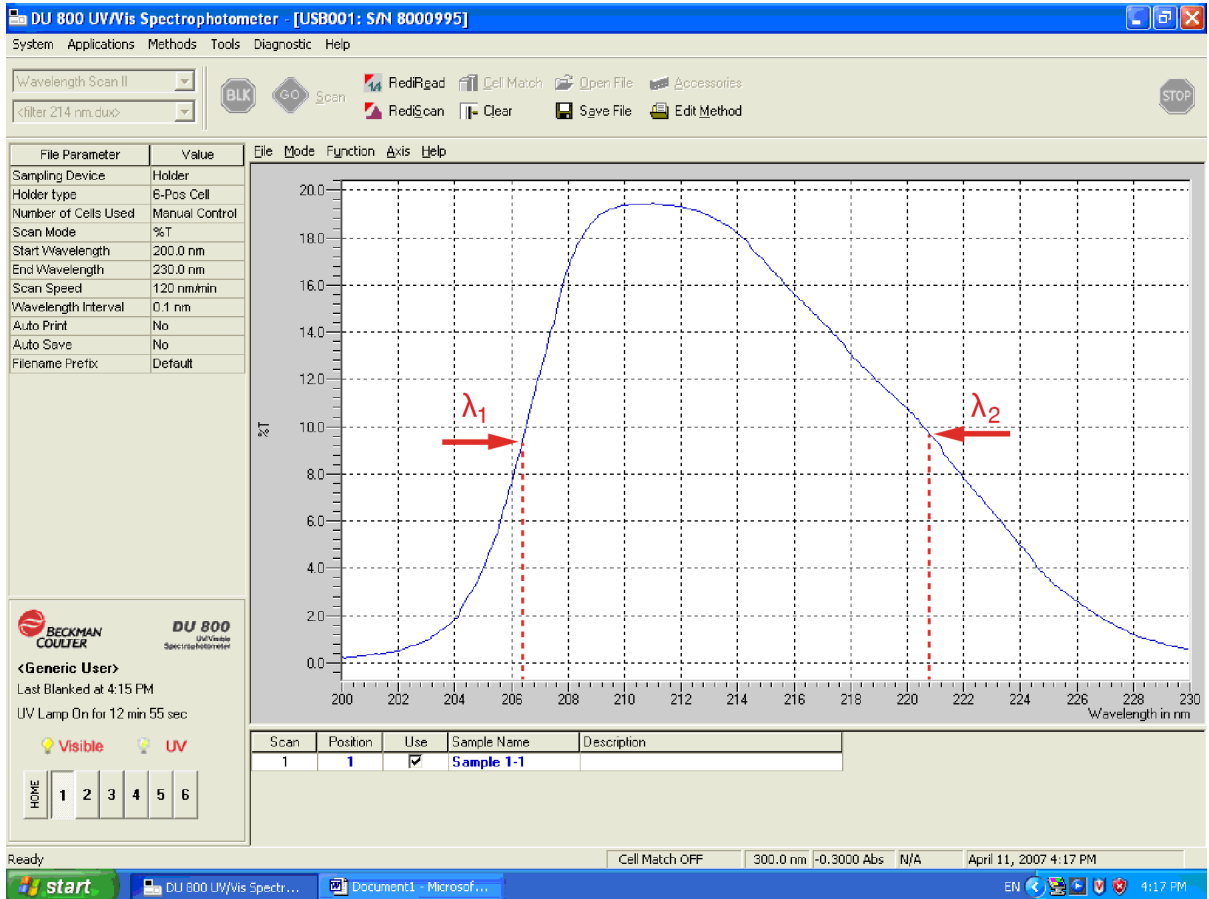 DU 800 UV/Vis Spectrophotometer - [USB001: S/N 8000995]
System Applications Methods Tools Diagnostic Help
Wavelength Scan II
<filter 214 nm.dux>
BLK
GO
Scan
RediRead
Cell Match
Open File
Accessories
RediScan
Clear
Save File
Edit Method
STOP
File Parameter Value
Sampling Device Holder
Holder type 6-Pos Cell
Number of Cells Used Manual Control
Scan Mode %T
Start Wavelength 200.0 nm
End Wavelength 230.0 nm
Scan Speed 120 nm/min
Wavelength Interval 0.1 nm
Auto Print No
Auto Save No
Filename Prefix Default
File Mode Function Axis Help
20.0
18.0
16.0
14.0
12.0
10.0
8.0
6.0
4.0
2.0
0.0
%T
λ1
λ2
200 202 204 206 208 210 212 214 216 218 220 222 224 226 228 230
Wavelength in nm
BECKMAN
COULTER
DU 800
UV/Visible
Spectrophotometer
<Generic User>
Last Blanked at 4:15 PM
UV Lamp On for 12 min 55 sec
Visible UV
HOME 1 2 3 4 5 6
Scan Position Use Sample Name Description
1 1 Sample 1-1
Ready
Cell Match OFF
300.0 nm -0.3000 Abs N/A
April 11, 2007 4:17 PM
start
DU 800 UV/Vis Spectr...
Document1 - Microsof...
EN
4:17 PM